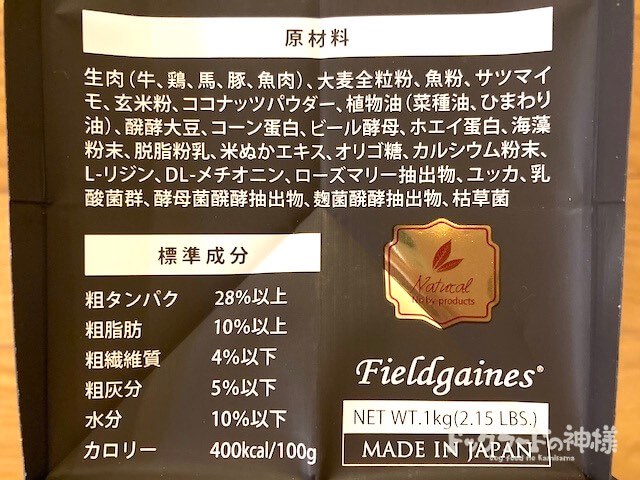 原材料
生肉(牛、鶏、馬、豚、魚肉)、大麦全粒粉、魚粉、サツマイ
モ、玄米粉、ココナッツパウダー、植物油(菜種油、ひまわり
油)、醗酵大豆、コーン蛋白、ビール酵母、ホエイ蛋白、海藻
粉末、脱脂粉乳、米ぬかエキス、オリゴ糖、カルシウム粉末、
L-リジン、DL-メチオニン、ローズマリー抽出物、ユッカ、乳
酸菌群、酵母菌醗酵抽出物、麹菌醗酵抽出物、枯草菌
標準成分
粗タンパク 28%以上
粗脂肪 10%以上
粗繊維質 4%以下
粗灰分 5%以下
水分 10%以下
カロリー 400kcal/100g
Natural
No by-products
Fieldgaines®
NET WT.1kg(2.15 LBS.)
MADE IN JAPAN
ドッグフードの神様
Dog Food No Kamisama